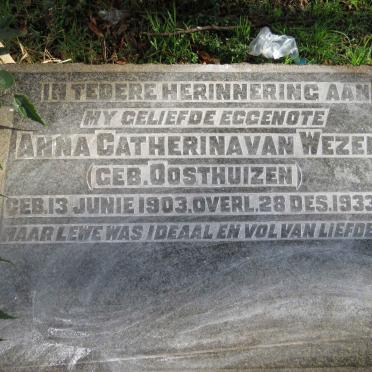 IN TEDERE HERINNERING AAN
MY GELIEFDE EGGENOTE
ANNA CATHERINA VAN WEZEL
(GEB. OOSTHUIZEN)
GEB. 13 JUNIE 1903. OVERL. 28 DES. 1933
HAAR LEWE WAS IDEAAL EN VOL VAN LIEFDE